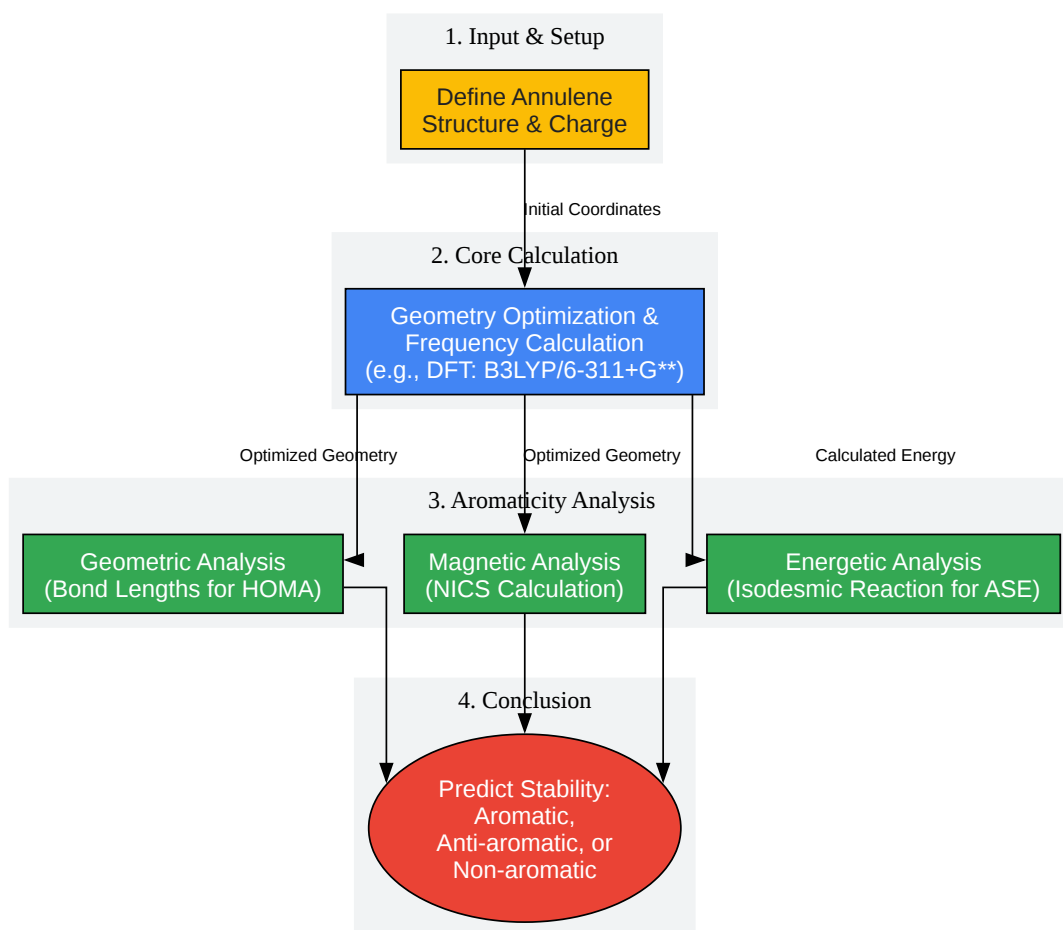 1. Input & Setup
Define Annulene
Structure & Charge
Initial Coordinates
2. Core Calculation
Geometry Optimization &
Frequency Calculation
(e.g., DFT: B3LYP/6-311+G**)
Optimized Geometry
Optimized Geometry
Calculated Energy
3. Aromaticity Analysis
Geometric Analysis
(Bond Lengths for HOMA)
Magnetic Analysis
(NICS Calculation)
Energetic Analysis
(Isodesmic Reaction for ASE)
4. Conclusion
Predict Stability:
Aromatic,
Anti-aromatic, or
Non-aromatic